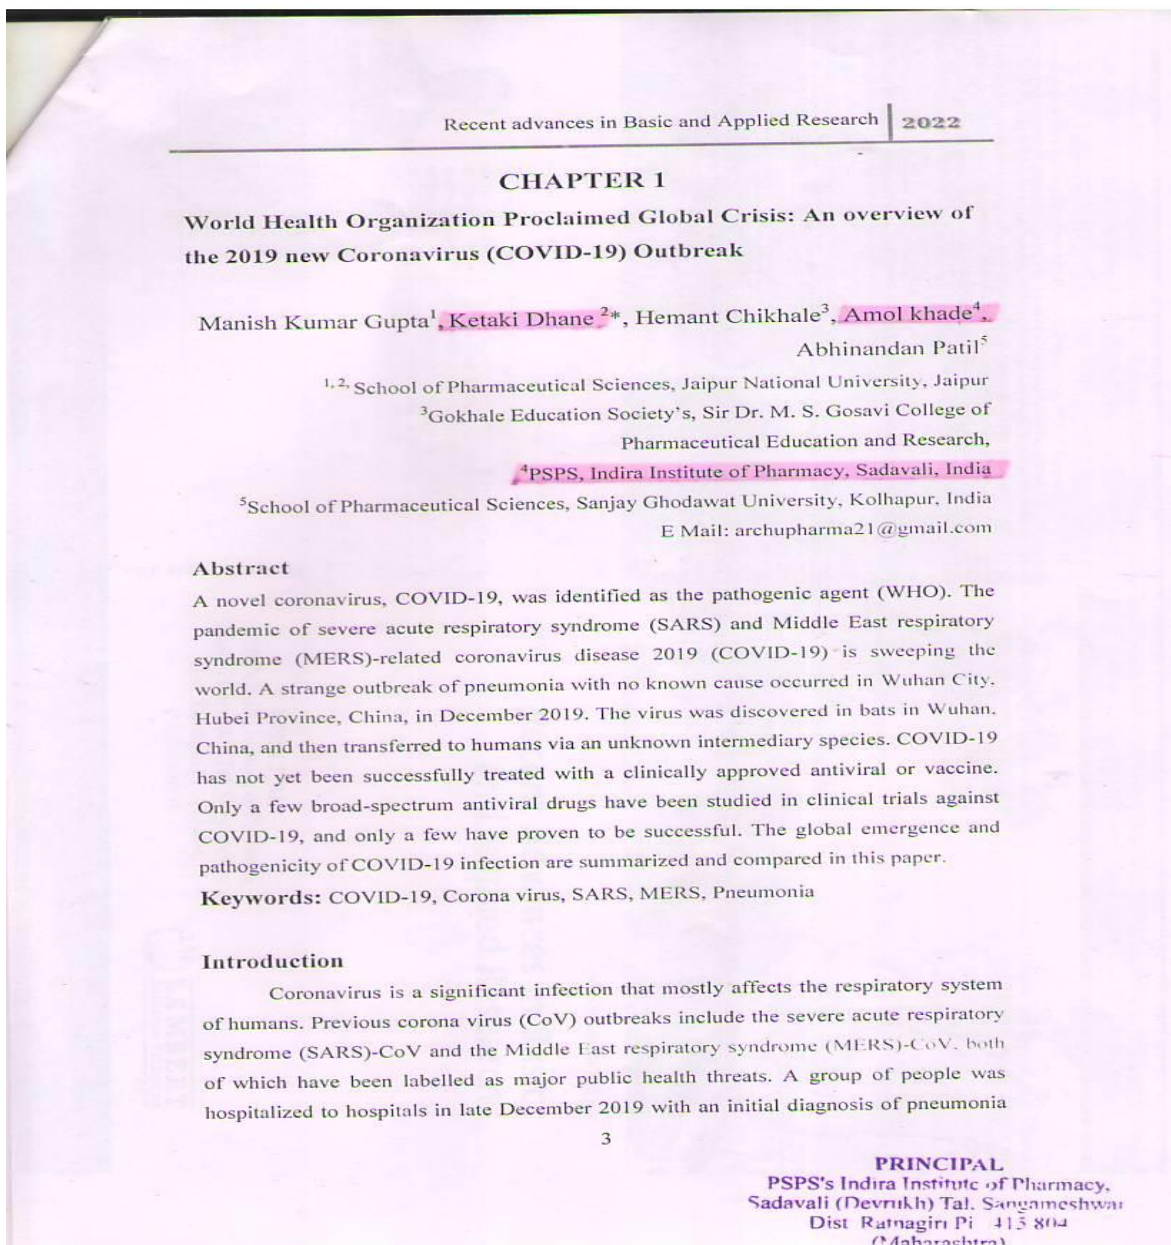 Recent advances in Basic and Applied Research 2022
CHAPTER 1
World Health Organization Proclaimed Global Crisis: An overview of
the 2019 new Coronavirus (COVID-19) Outbreak
Manish Kumar Gupta¹, Ketaki Dhane ²*, Hemant Chikhale³, Amol khade⁴,
Abhinandan Patil⁵
¹,², School of Pharmaceutical Sciences, Jaipur National University, Jaipur
³Gokhale Education Society's, Sir Dr. M. S. Gosavi College of
Pharmaceutical Education and Research,
⁴PSPS, Indira Institute of Pharmacy, Sadavali, India
⁵School of Pharmaceutical Sciences, Sanjay Ghodawat University, Kolhapur, India
E Mail: archupharma21@gmail.com
Abstract
A novel coronavirus, COVID-19, was identified as the pathogenic agent (WHO). The
pandemic of severe acute respiratory syndrome (SARS) and Middle East respiratory
syndrome (MERS)-related coronavirus disease 2019 (COVID-19) is sweeping the
world. A strange outbreak of pneumonia with no known cause occurred in Wuhan City,
Hubei Province, China, in December 2019. The virus was discovered in bats in Wuhan,
China, and then transferred to humans via an unknown intermediary species. COVID-19
has not yet been successfully treated with a clinically approved antiviral or vaccine.
Only a few broad-spectrum antiviral drugs have been studied in clinical trials against
COVID-19, and only a few have proven to be successful. The global emergence and
pathogenicity of COVID-19 infection are summarized and compared in this paper.
Keywords: COVID-19, Corona virus, SARS, MERS, Pneumonia
Introduction
Coronavirus is a significant infection that mostly affects the respiratory system
of humans. Previous corona virus (CoV) outbreaks include the severe acute respiratory
syndrome (SARS)-CoV and the Middle East respiratory syndrome (MERS)-CoV, both
of which have been labelled as major public health threats. A group of people was
hospitalized to hospitals in late December 2019 with an initial diagnosis of pneumonia
3
PRINCIPAL
PSPS's Indira Institute of Pharmacy,
Sadavali (Devrukh) Tal. Sangameshwar
Dist Ratnagiri Pi 415 804
(Maharashtra)